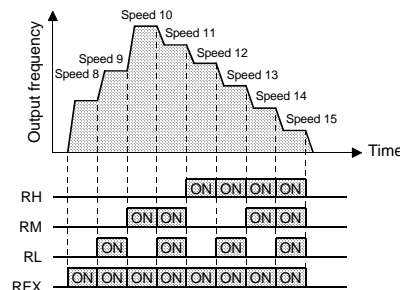 Output frequency
Speed 10
Speed 11
Speed 9
Speed 12
Speed 8
Speed 13
Speed 14
Speed 15
Time
RH ON ON ON ON
RM ON ON ON ON
RL ON ON ON ON
REX ON ON ON ON ON ON ON ON